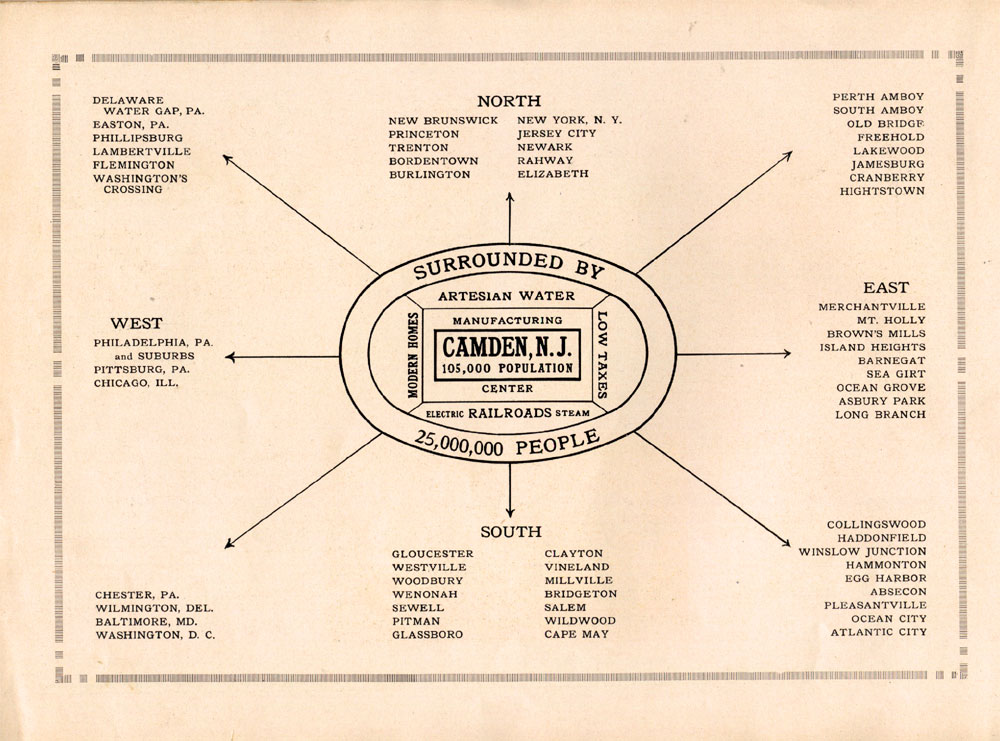 DELAWARE
WATER GAP, PA.
EASTON, PA.
PHILLIPSBURG
LAMBERTVILLE
FLEMINGTON
WASHINGTON'S
CROSSING
NORTH
NEW BRUNSWICK
PRINCETON
TRENTON
BORDENTOWN
BURLINGTON
NEW YORK, N. Y.
JERSEY CITY
NEWARK
RAHWAY
ELIZABETH
PERTH AMBOY
SOUTH AMBOY
OLD BRIDGE
FREEHOLD
LAKEWOOD
JAMESBURG
CRANBERRY
HIGHTSTOWN
WEST
PHILADELPHIA, PA.
and SUBURBS
PITTSBURG, PA.
CHICAGO, ILL.
SURROUNDED BY
ARTESIAN WATER
MODERN HOMES
MANUFACTURING
CAMDEN, N.J.
105,000 POPULATION
CENTER
LOW TAXES
ELECTRIC RAILROADS STEAM
25,000,000 PEOPLE
EAST
MERCHANTVILLE
MT. HOLLY
BROWN'S MILLS
ISLAND HEIGHTS
BARNEGAT
SEA GIRT
OCEAN GROVE
ASBURY PARK
LONG BRANCH
CHESTER, PA.
WILMINGTON, DEL.
BALTIMORE, MD.
WASHINGTON, D. C.
SOUTH
GLOUCESTER
WESTVILLE
WOODBURY
WENONAH
SEWELL
PITMAN
GLASSBORO
CLAYTON
VINELAND
MILLVILLE
BRIDGETON
SALEM
WILDWOOD
CAPE MAY
COLLINGSWOOD
HADDONFIELD
WINSLOW JUNCTION
HAMMONTON
EGG HARBOR
ABSECON
PLEASANTVILLE
OCEAN CITY
ATLANTIC CITY